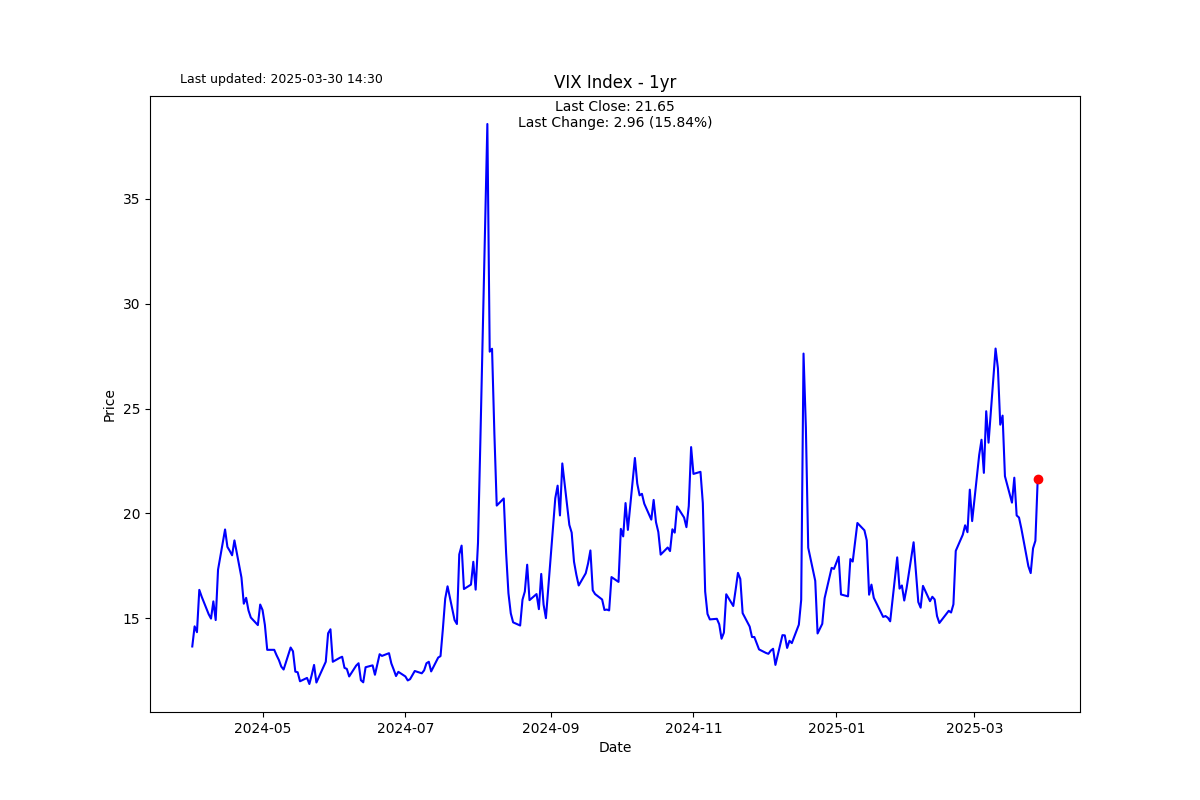 Last updated: 2025-03-30 14:30
VIX Index - 1yr
Last Close: 21.65
Last Change: 2.96 (15.84%)
35
30
25
20
15
Price
2024-05
2024-07
2024-09
2024-11
2025-01
2025-03
Date